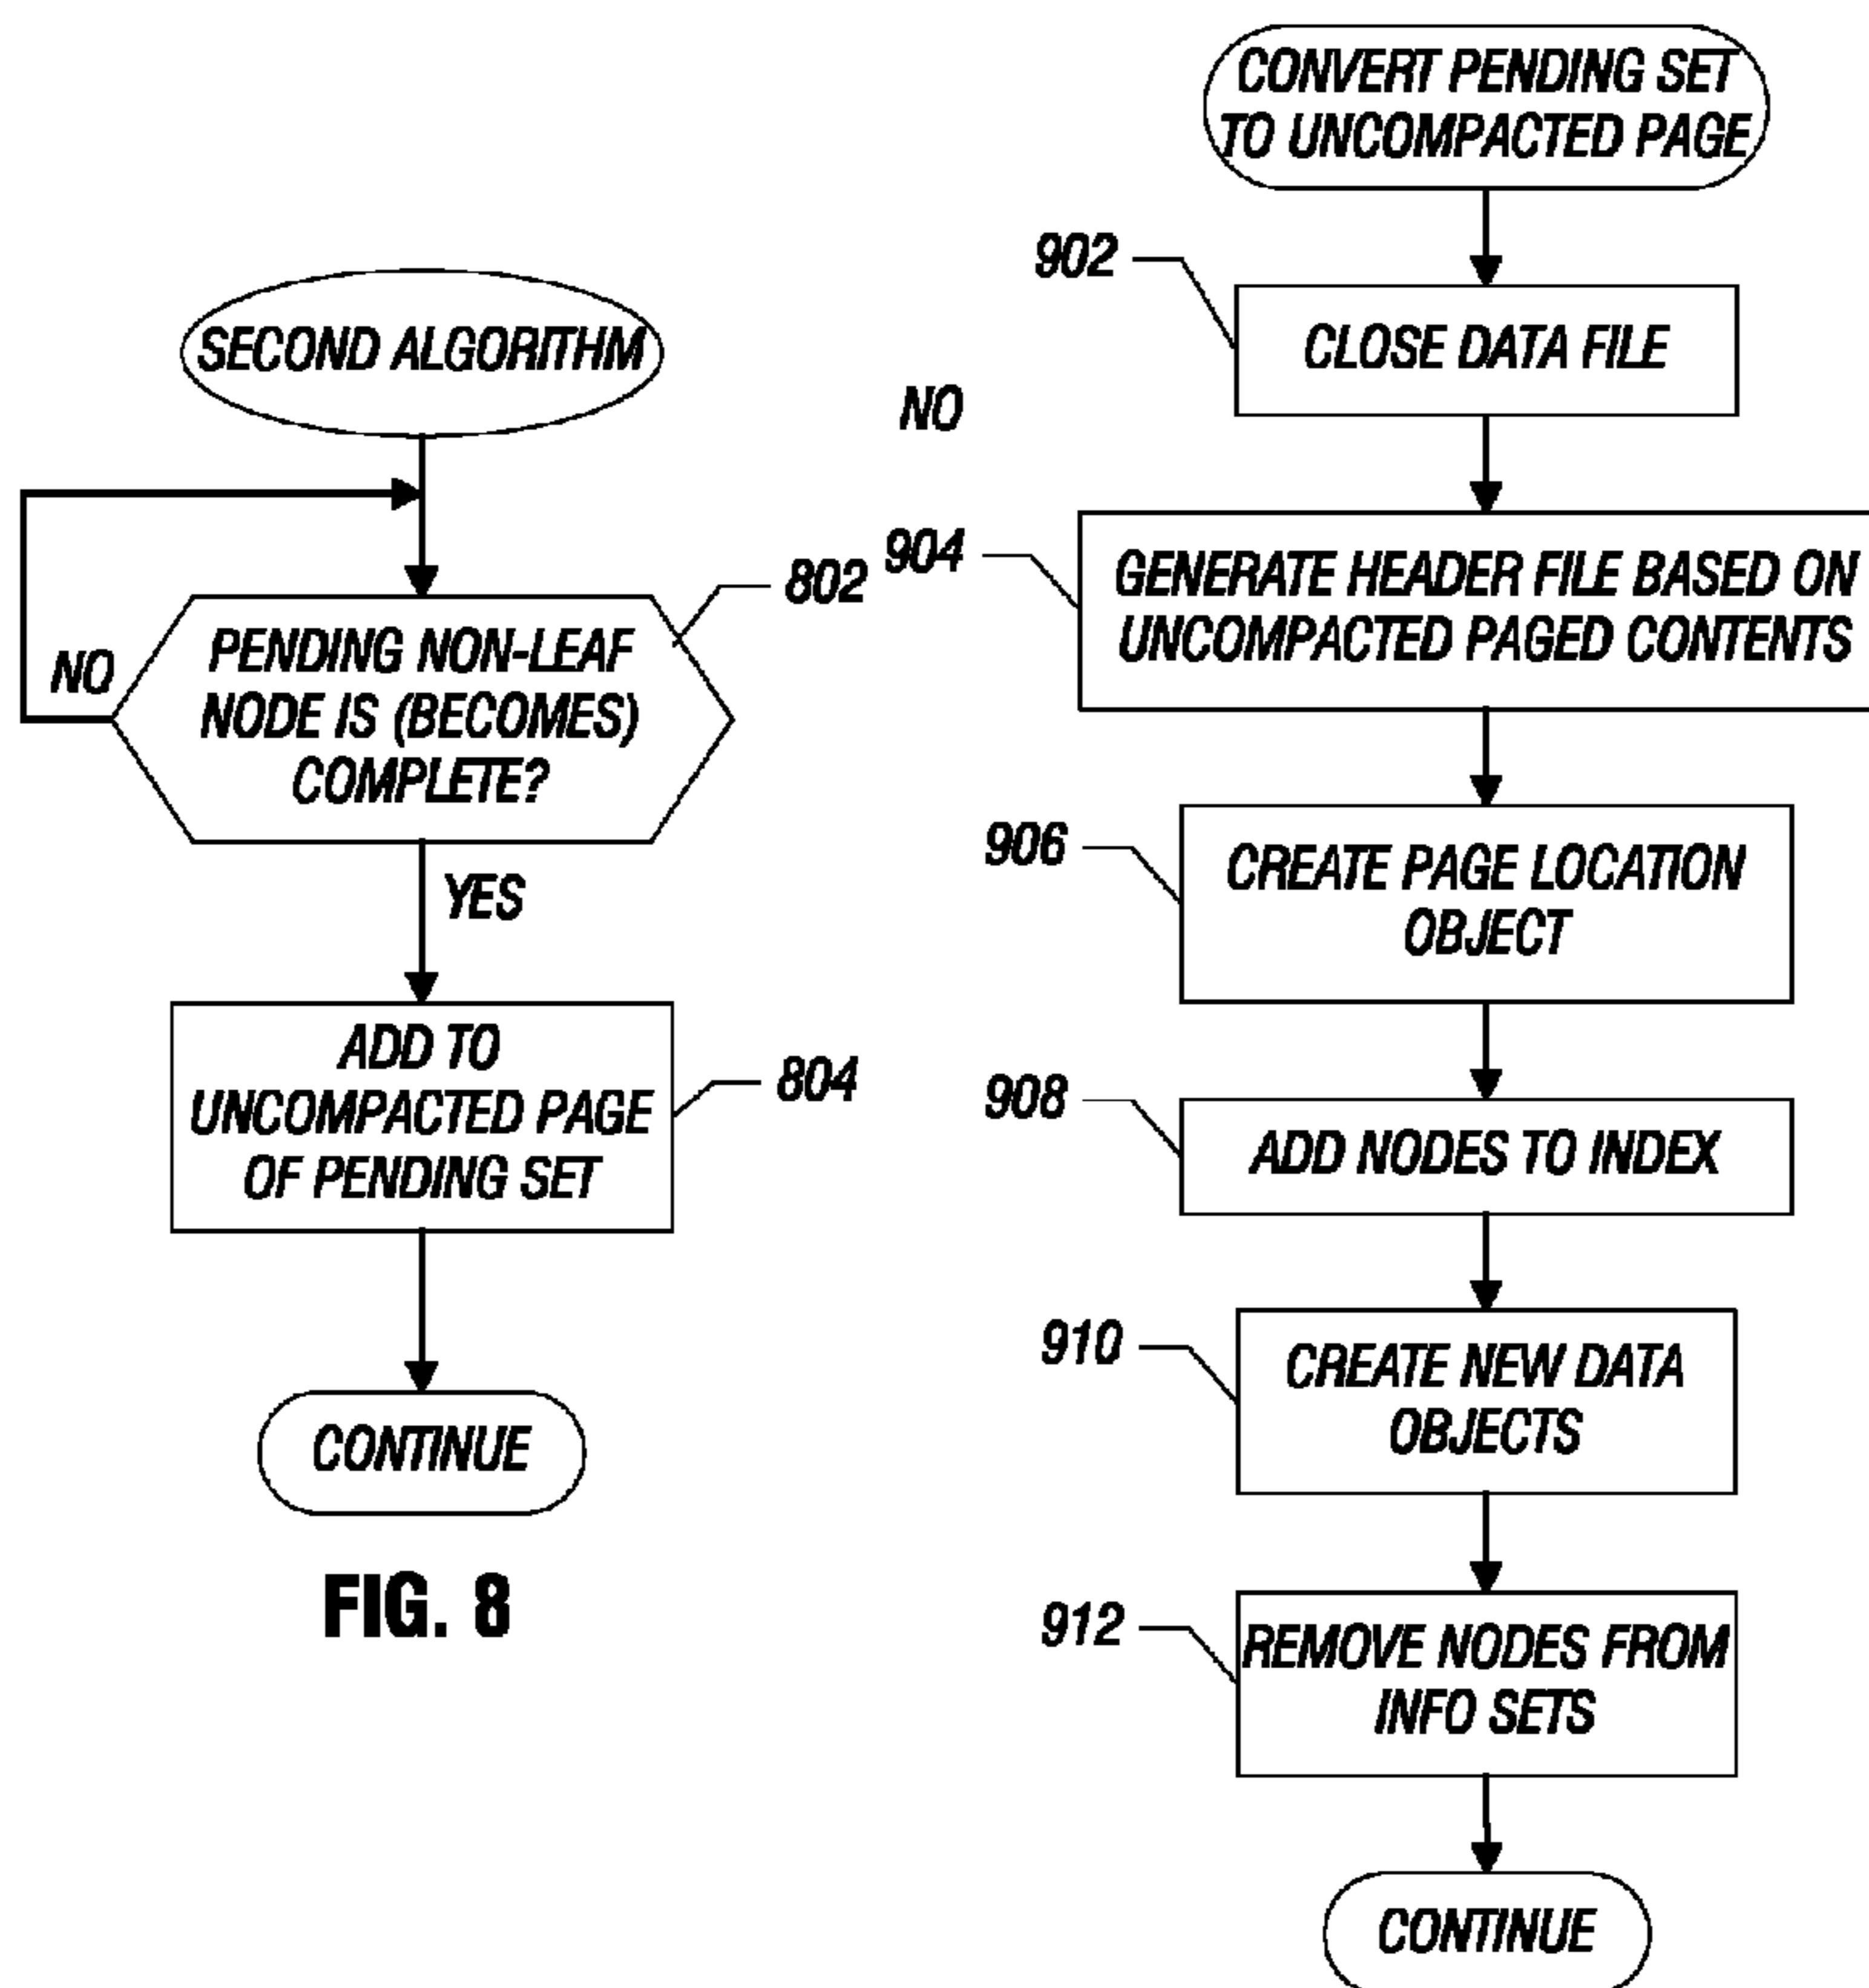 SECOND ALGORITHM
802
PENDING NON-LEAF
NODE IS (BECOMES)
COMPLETE?
NO
YES
ADD TO
UNCOMPACTED PAGE
OF PENDING SET
804
CONTINUE
FIG. 8
CONVERT PENDING SET
TO UNCOMPACTED PAGE
902
CLOSE DATA FILE
NO
904
GENERATE HEADER FILE BASED ON
UNCOMPACTED PAGED CONTENTS
906
CREATE PAGE LOCATION
OBJECT
908
ADD NODES TO INDEX
910
CREATE NEW DATA
OBJECTS
912
REMOVE NODES FROM
INFO SETS
CONTINUE